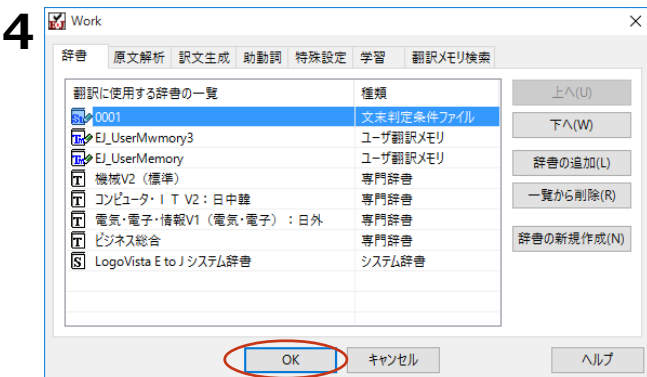 4
Work
辞書 原文解析 訳文生成 助動詞 特殊設定 学習 翻訳メモリ検索
翻訳に使用する辞書の一覧 種類
0001 文末判定条件ファイル
EJ_UserMwmory3 ユーザ翻訳メモリ
EJ_UserMemory ユーザ翻訳メモリ
T 機械V2（標準） 専門辞書
T コンピュータ・ＩＴ V2：日中韓 専門辞書
T 電気・電子・情報V1（電気・電子）：日外 専門辞書
T ビジネス総合 専門辞書
S LogoVista E to J システム辞書 システム辞書
上へ(U)
下へ(W)
辞書の追加(L)
一覧から削除(R)
辞書の新規作成(N)
OK キャンセル ヘルプ